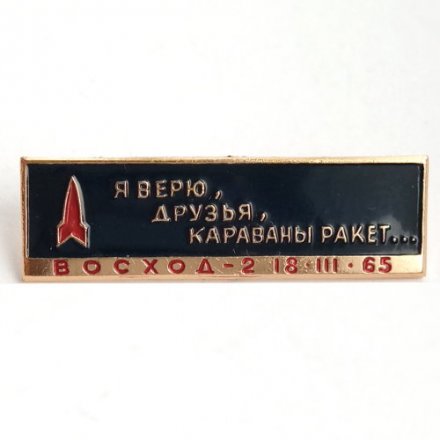 Я ВЕРЮ,
ДРУЗЬЯ,
КАРАВАНЫ РАКЕТ...
ВОСХОД-2 18·III·65